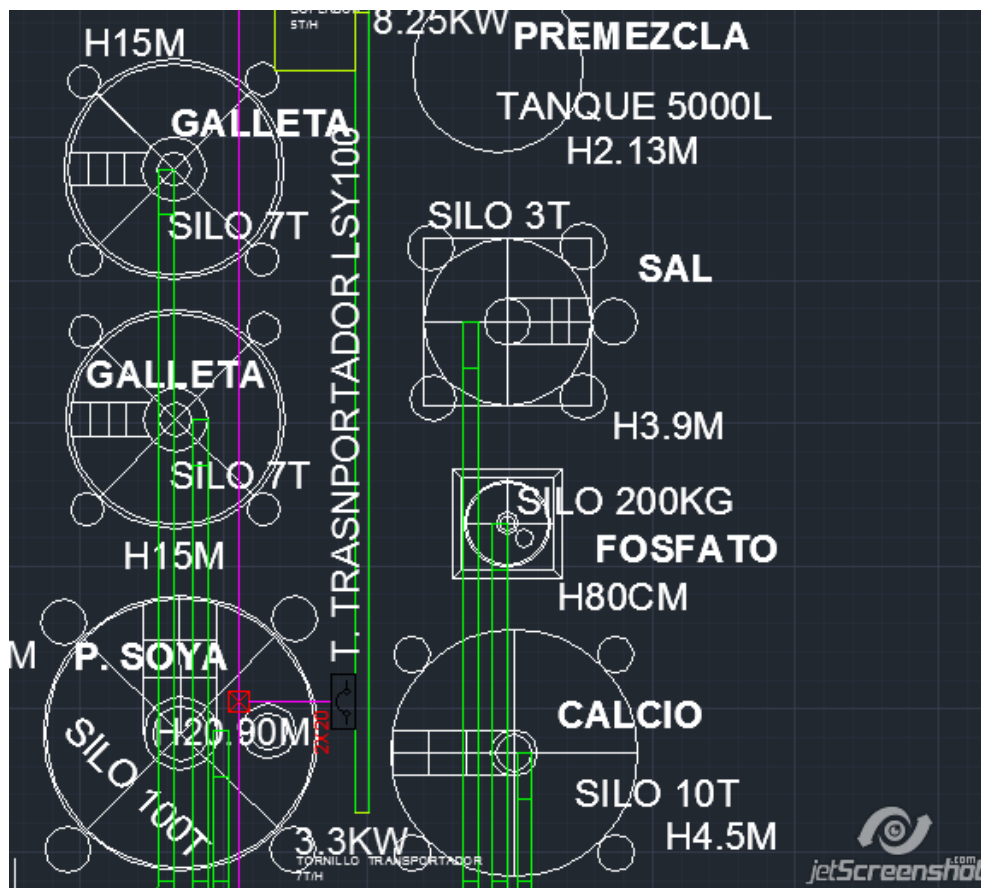 5T/H
8.25KW
PREMEZCLA
TANQUE 5000L
H2.13M
H15M
GALLETA
SILO 7T
T. TRASNPORTADOR LSY100
SILO 3T
SAL
H3.9M
GALLETA
SILO 7T
H15M
SILO 200KG
FOSFATO
H80CM
M
P. SOYA
H20.90M
SILO 100T
2X20
CALCIO
SILO 10T
H4.5M
3.3KW
TORNILLO TRANSPORTADOR
7T/H
jetScreenshot.com